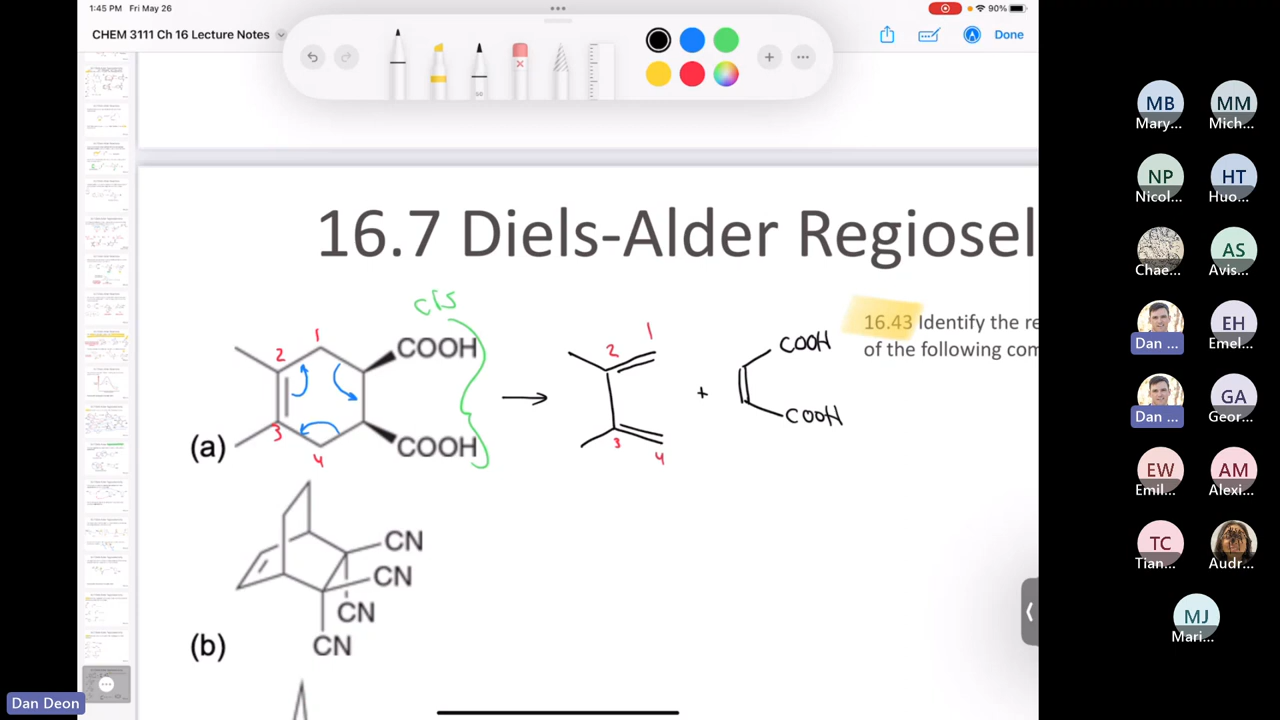 1:45 PM Fri May 26
90%
CHEM 3111 Ch 16 Lecture Notes
Done
16.7 Diels-Alder Regiosel
16.43 Identify the re
of the following com
cis
1
2
3
4
COOH
COOH
(a)
1
2
3
4
+
COOH
COOH
CN
CN
CN
CN
(b)
MB
Mary...
MM
Mich...
NP
Nicol...
HT
Huo...
Chae...
AS
Avis...
Dan ...
EH
Emel...
Dan ...
GA
Geor...
EW
Emil...
AM
Alexi...
TC
Tian...
Audr...
MJ
Mari...
Dan Deon